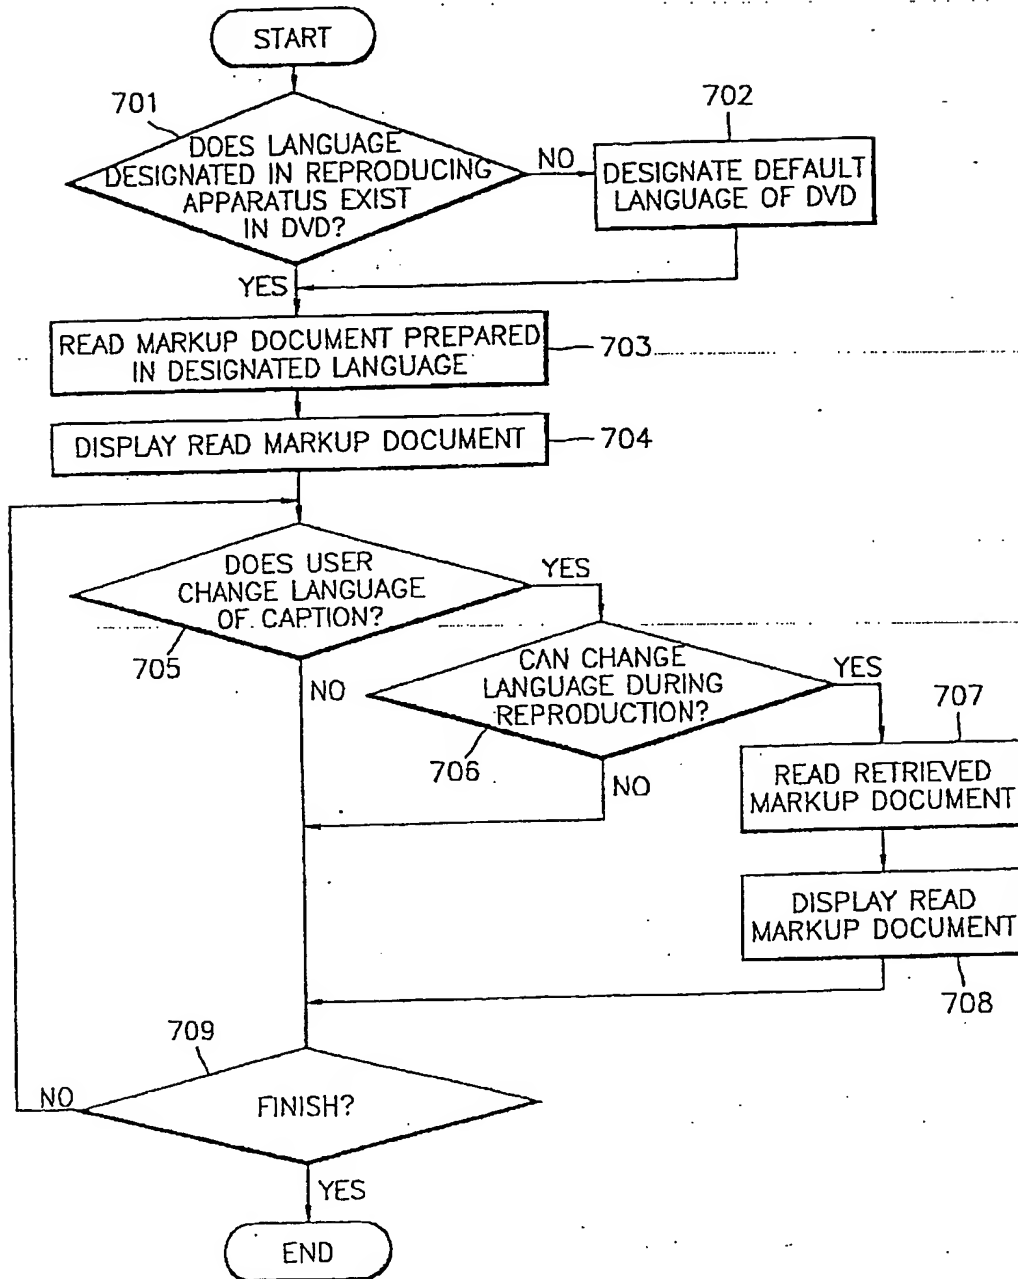 START
701
DOES LANGUAGE
DESIGNATED IN REPRODUCING
APPARATUS EXIST
IN DVD?
NO
702
DESIGNATE DEFAULT
LANGUAGE OF DVD
YES
READ MARKUP DOCUMENT PREPARED
IN DESIGNATED LANGUAGE
703
DISPLAY READ MARKUP DOCUMENT
704
DOES USER
CHANGE LANGUAGE
OF CAPTION?
705
YES
NO
CAN CHANGE
LANGUAGE DURING
REPRODUCTION?
706
YES
NO
707
READ RETRIEVED
MARKUP DOCUMENT
DISPLAY READ
MARKUP DOCUMENT
708
709
FINISH?
NO
YES
END